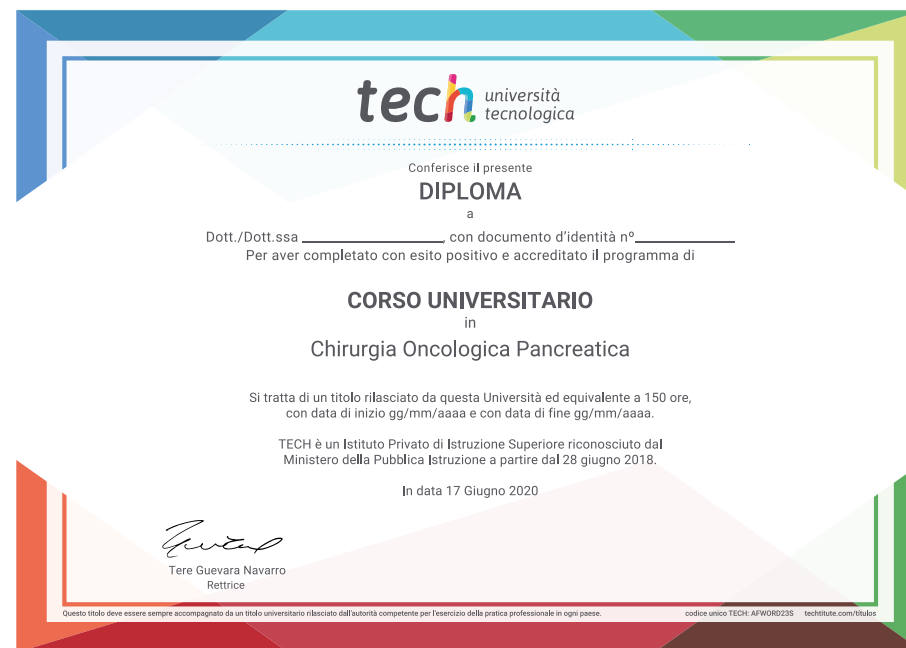 tech università
tecnologica
Conferisce il presente
DIPLOMA
a
Dott./Dott.ssa ________________, con documento d'identità nº____________
Per aver completato con esito positivo e accreditato il programma di
CORSO UNIVERSITARIO
in
Chirurgia Oncologica Pancreatica
Si tratta di un titolo rilasciato da questa Università ed equivalente a 150 ore,
con data di inizio gg/mm/aaaa e con data di fine gg/mm/aaaa.
TECH è un Istituto Privato di Istruzione Superiore riconosciuto dal
Ministero della Pubblica Istruzione a partire dal 28 giugno 2018.
In data 17 Giugno 2020
Tere Guevara Navarro
Rettrice
Questo titolo deve essere sempre accompagnato da un titolo universitario rilasciato dall'autorità competente per l'esercizio della pratica professionale in ogni paese. codice unico TECH: AFWORD23S techtitute.com/títulos